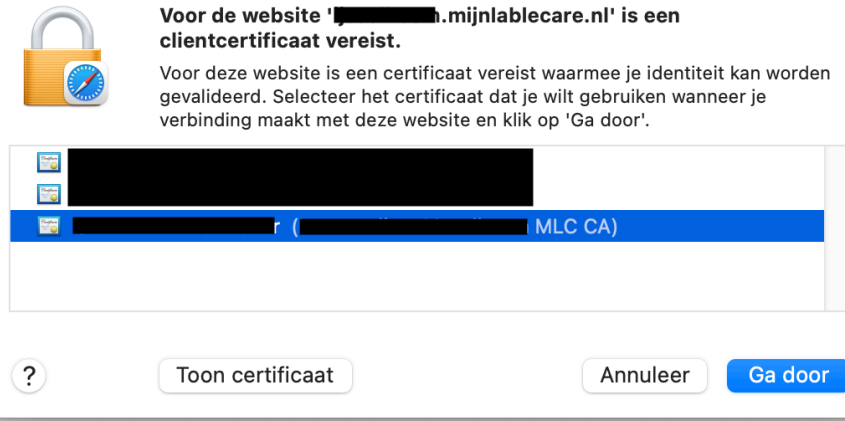 Voor de website '.mijnlablecare.nl' is een
clientcertificaat vereist.
Voor deze website is een certificaat vereist waarmee je identiteit kan worden
gevalideerd. Selecteer het certificaat dat je wilt gebruiken wanneer je
verbinding maakt met deze website en klik op 'Ga door'.
r ( MLC CA)
?
Toon certificaat
Annuleer
Ga door